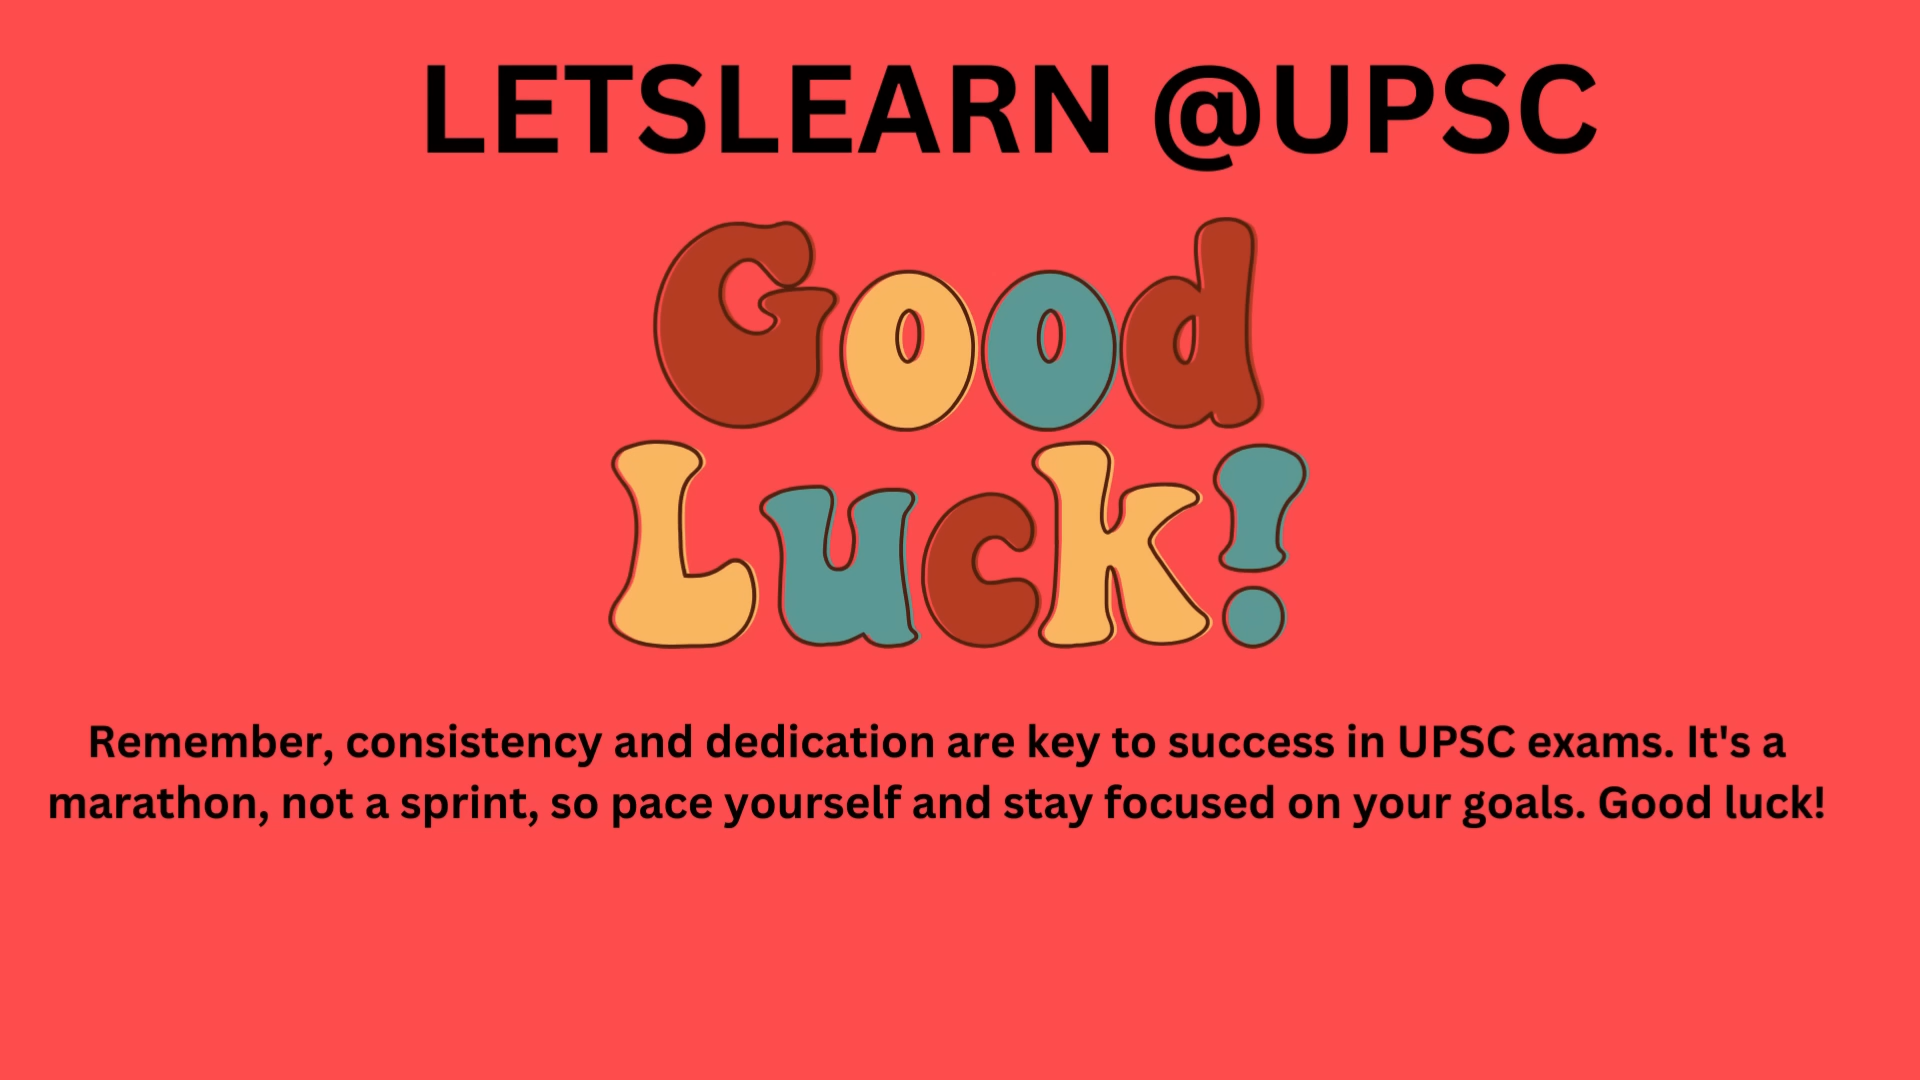 LETSLEARN @UPSC
Good
Luck!
Remember, consistency and dedication are key to success in UPSC exams. It's a
marathon, not a sprint, so pace yourself and stay focused on your goals. Good luck!